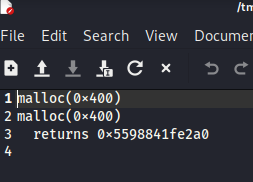 /tm
File Edit Search View Documen
1 malloc(0×400)
2 malloc(0×400)
3   returns 0×5598841fe2a0
4